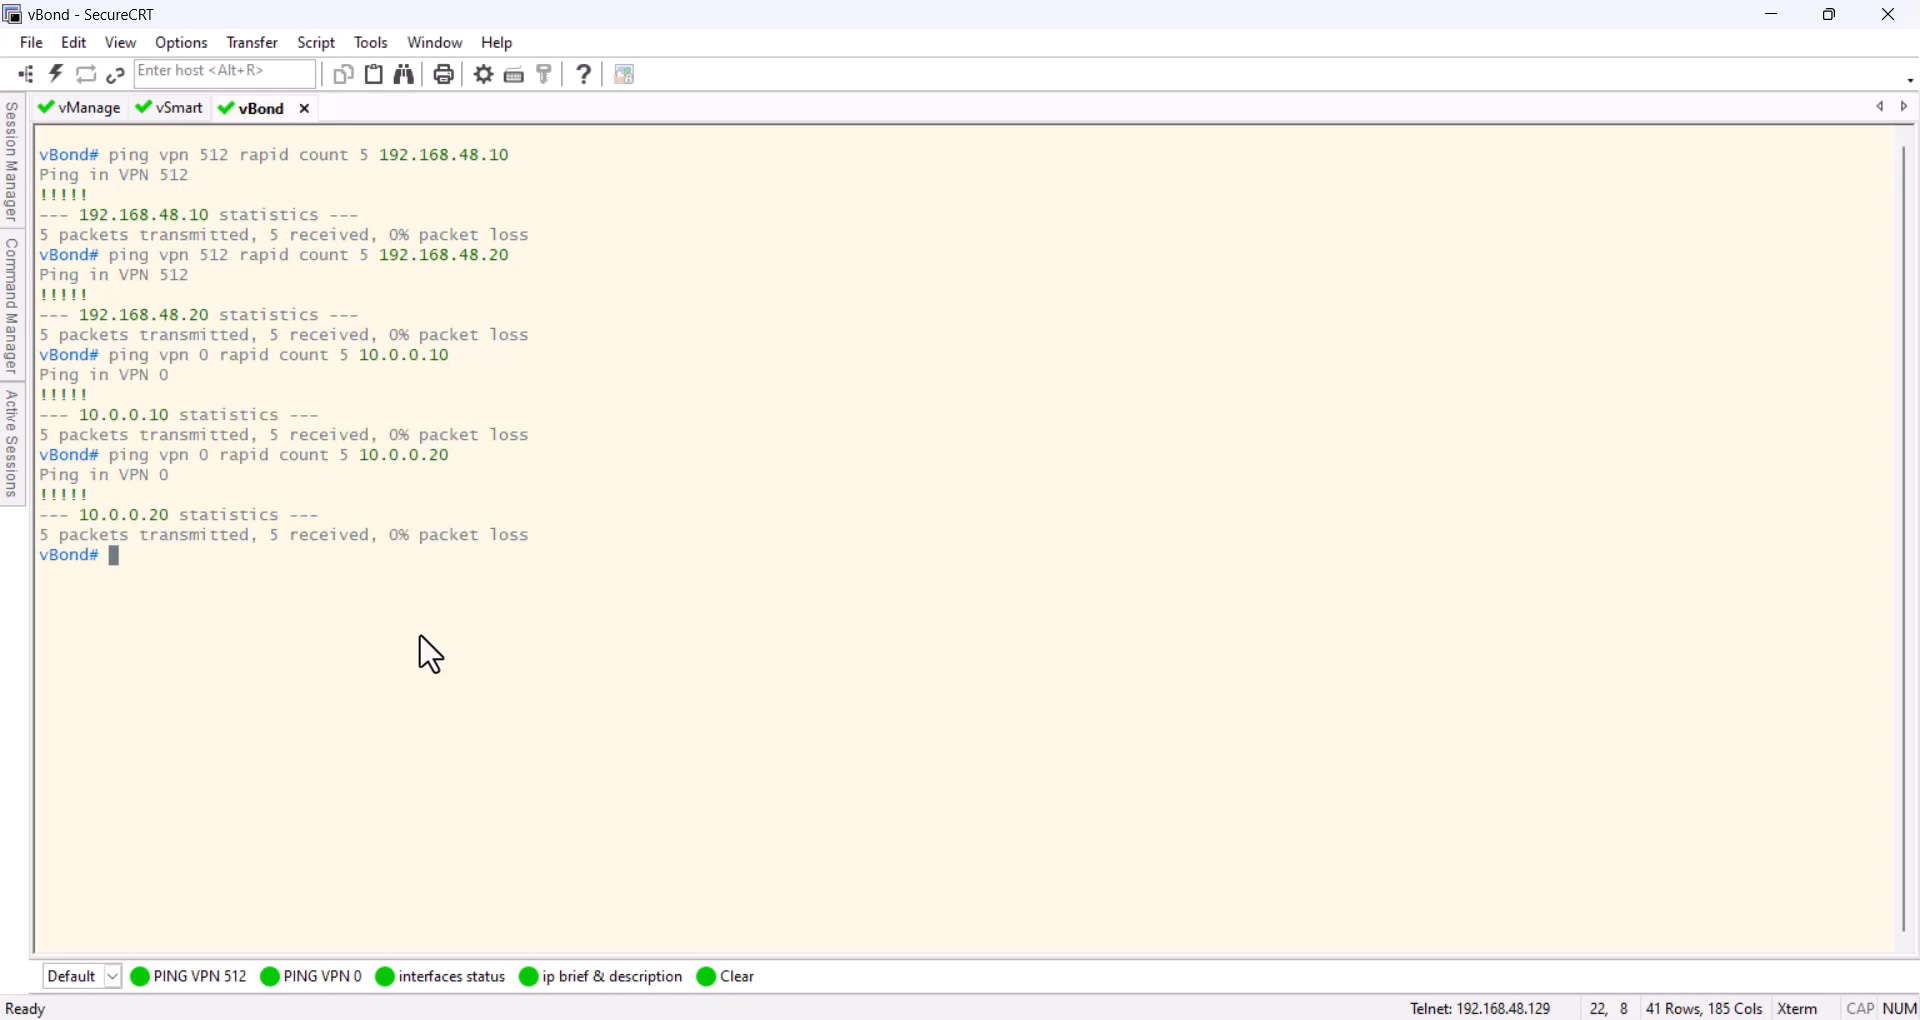 vBond - SecureCRT
File Edit View Options Transfer Script Tools Window Help
Enter host <Alt+R>
vManage vSmart vBond
Session Manager
Command Manager
Active Sessions
vBond# ping vpn 512 rapid count 5 192.168.48.10
Ping in VPN 512
!!!!!
--- 192.168.48.10 statistics ---
5 packets transmitted, 5 received, 0% packet loss
vBond# ping vpn 512 rapid count 5 192.168.48.20
Ping in VPN 512
!!!!!
--- 192.168.48.20 statistics ---
5 packets transmitted, 5 received, 0% packet loss
vBond# ping vpn 0 rapid count 5 10.0.0.10
Ping in VPN 0
!!!!!
--- 10.0.0.10 statistics ---
5 packets transmitted, 5 received, 0% packet loss
vBond# ping vpn 0 rapid count 5 10.0.0.20
Ping in VPN 0
!!!!!
--- 10.0.0.20 statistics ---
5 packets transmitted, 5 received, 0% packet loss
vBond#
Default PING VPN 512 PING VPN 0 interfaces status ip brief & description Clear
Ready Telnet: 192.168.48.129 22, 8 41 Rows, 185 Cols Xterm CAP NUM